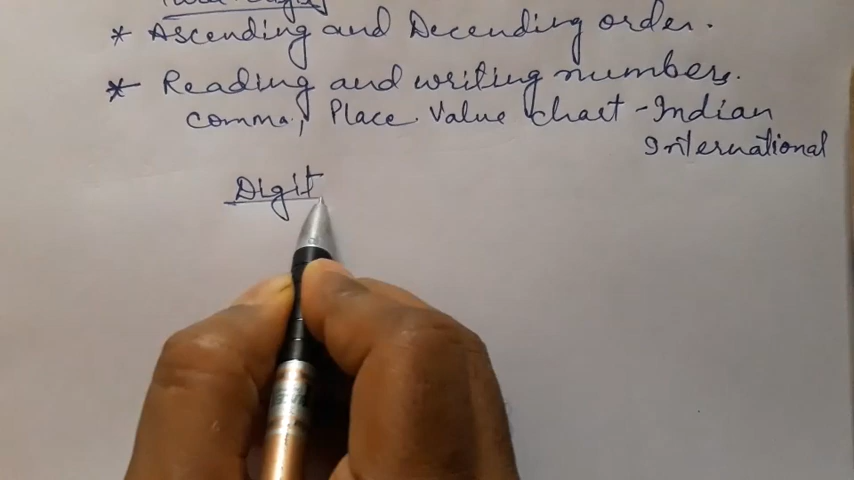 * Ascending and Decending order.
* Reading and writing numbers.
comma, Place Value chart - Indian
International
Digit